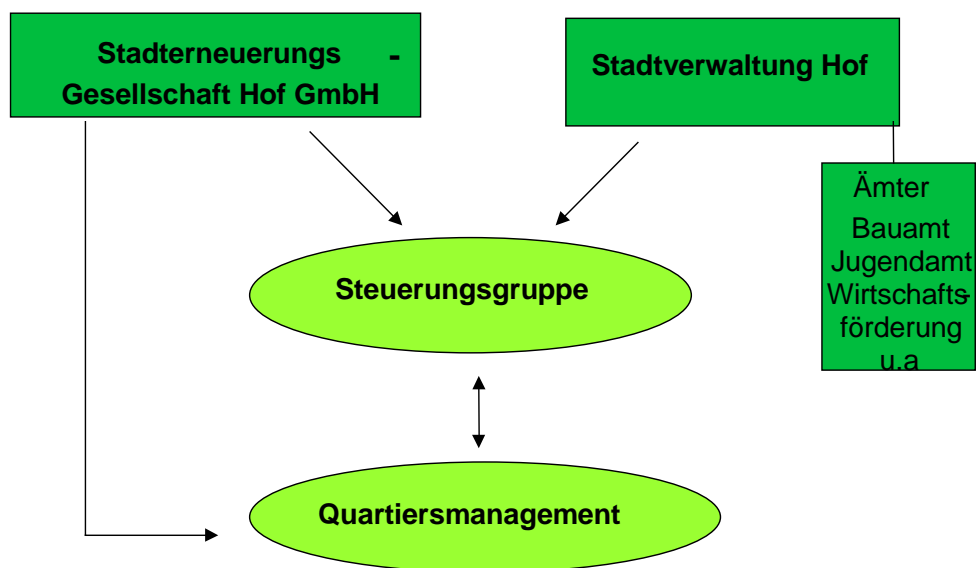 Stadterneuerungs -
Gesellschaft Hof GmbH
Stadtverwaltung Hof
Ämter
Bauamt
Jugendamt
Wirtschafts-
förderung
u.a
Steuerungsgruppe
Quartiersmanagement